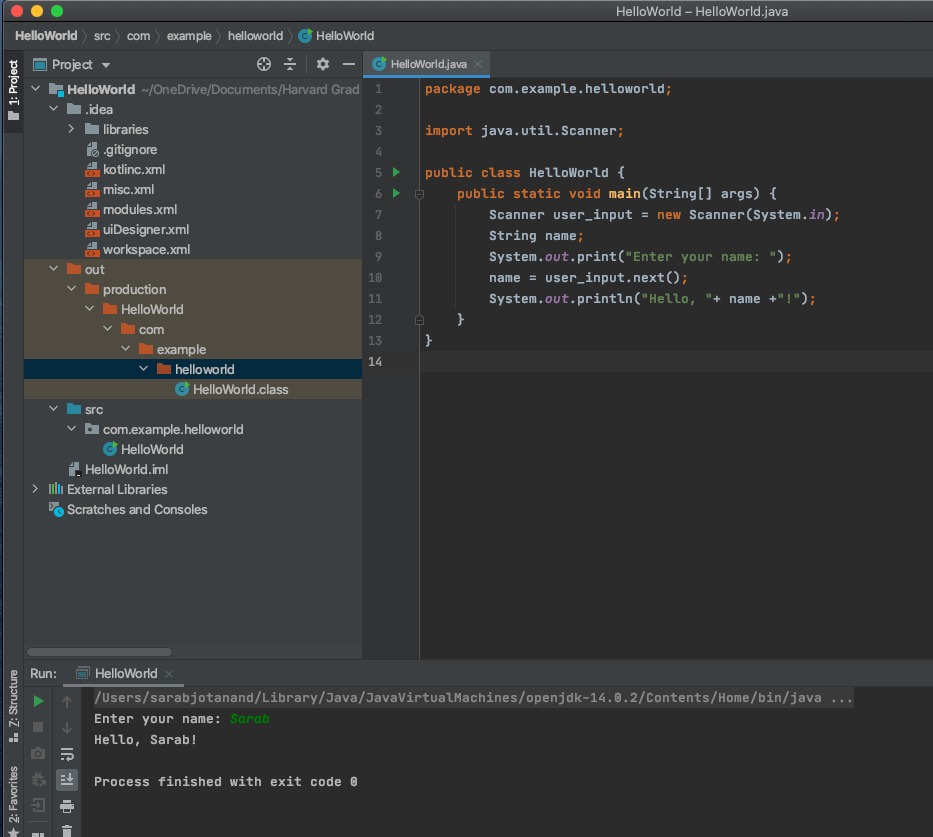 HelloWorld – HelloWorld.java
HelloWorld src com example helloworld HelloWorld
1: Project
Project
HelloWorld ~/OneDrive/Documents/Harvard Grad
.idea
libraries
.gitignore
kotlinc.xml
misc.xml
modules.xml
uiDesigner.xml
workspace.xml
out
production
HelloWorld
com
example
helloworld
HelloWorld.class
src
com.example.helloworld
HelloWorld
HelloWorld.iml
External Libraries
Scratches and Consoles
HelloWorld.java
1 package com.example.helloworld;
2
3 import java.util.Scanner;
4
5 public class HelloWorld {
6 public static void main(String[] args) {
7 Scanner user_input = new Scanner(System.in);
8 String name;
9 System.out.print("Enter your name: ");
10 name = user_input.next();
11 System.out.println("Hello, "+ name +"!");
12 }
13 }
14
Run: HelloWorld
Z: Structure
2: Favorites
/Users/sarabjotanand/Library/Java/JavaVirtualMachines/openjdk-14.0.2/Contents/Home/bin/java ...
Enter your name: Sarab
Hello, Sarab!
Process finished with exit code 0